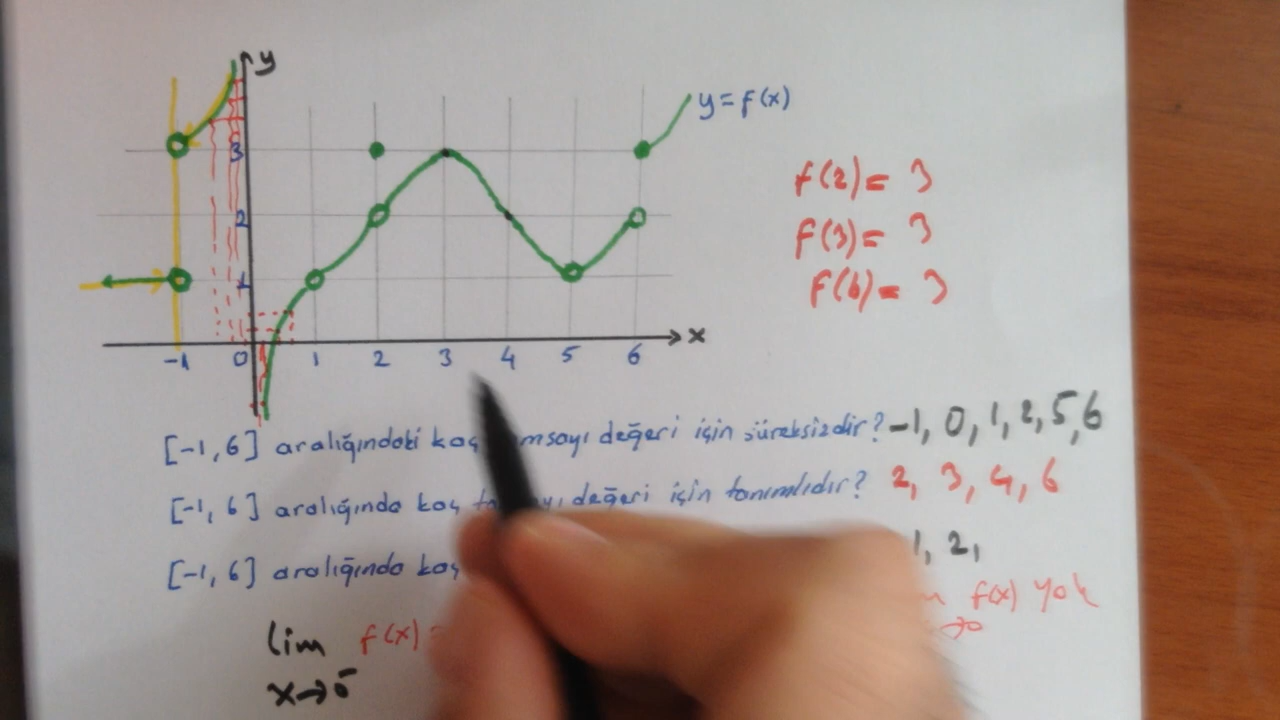 y
y = f(x)
3
2
1
-1 0 1 2 3 4 5 6 x
f(2) = 3
f(3) = 3
f(6) = 3
[-1, 6] aralığındaki kaç değeri için süreksizdir? -1, 0, 1, 2, 5, 6
[-1, 6] aralığında kaç değeri için tanımlıdır? 2, 3, 4, 6
[-1, 6] aralığında 1, 2,
lim f(x) =
x→0⁻
f(x) yok
→0